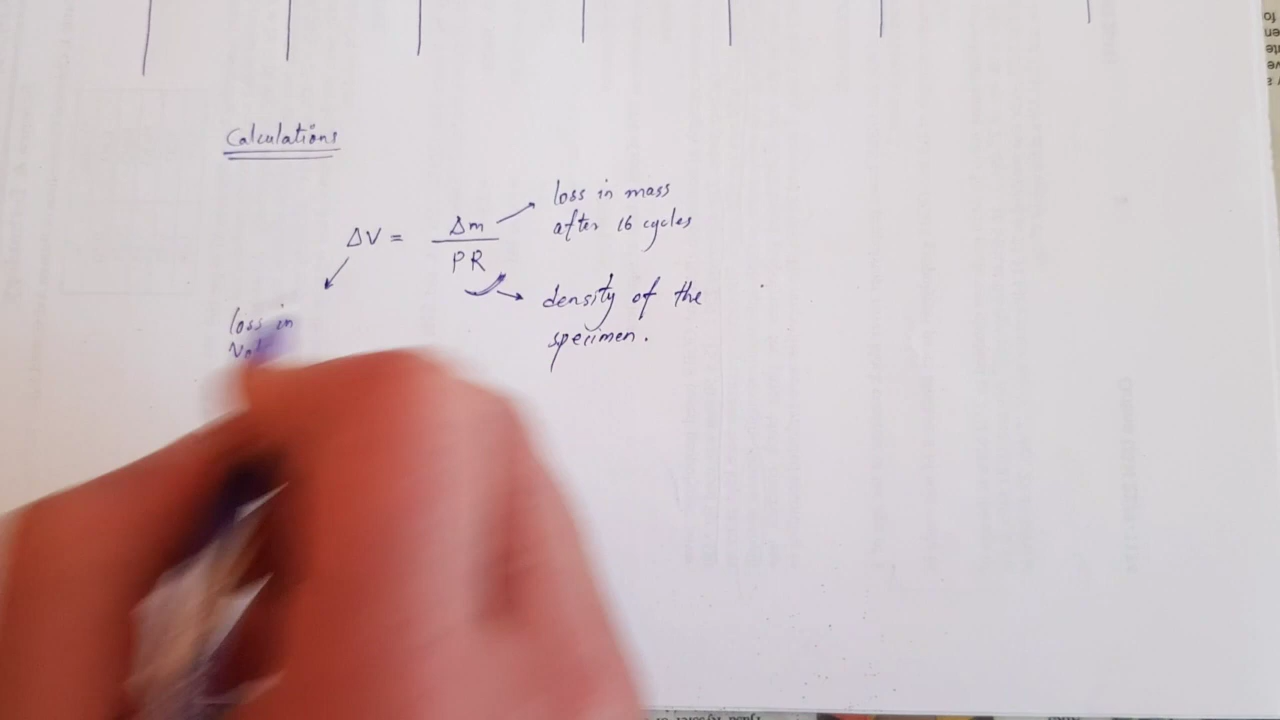 Calculations
loss in mass
after 16 cycles
ΔV = Δm
PR
density of the
specimen.
loss in